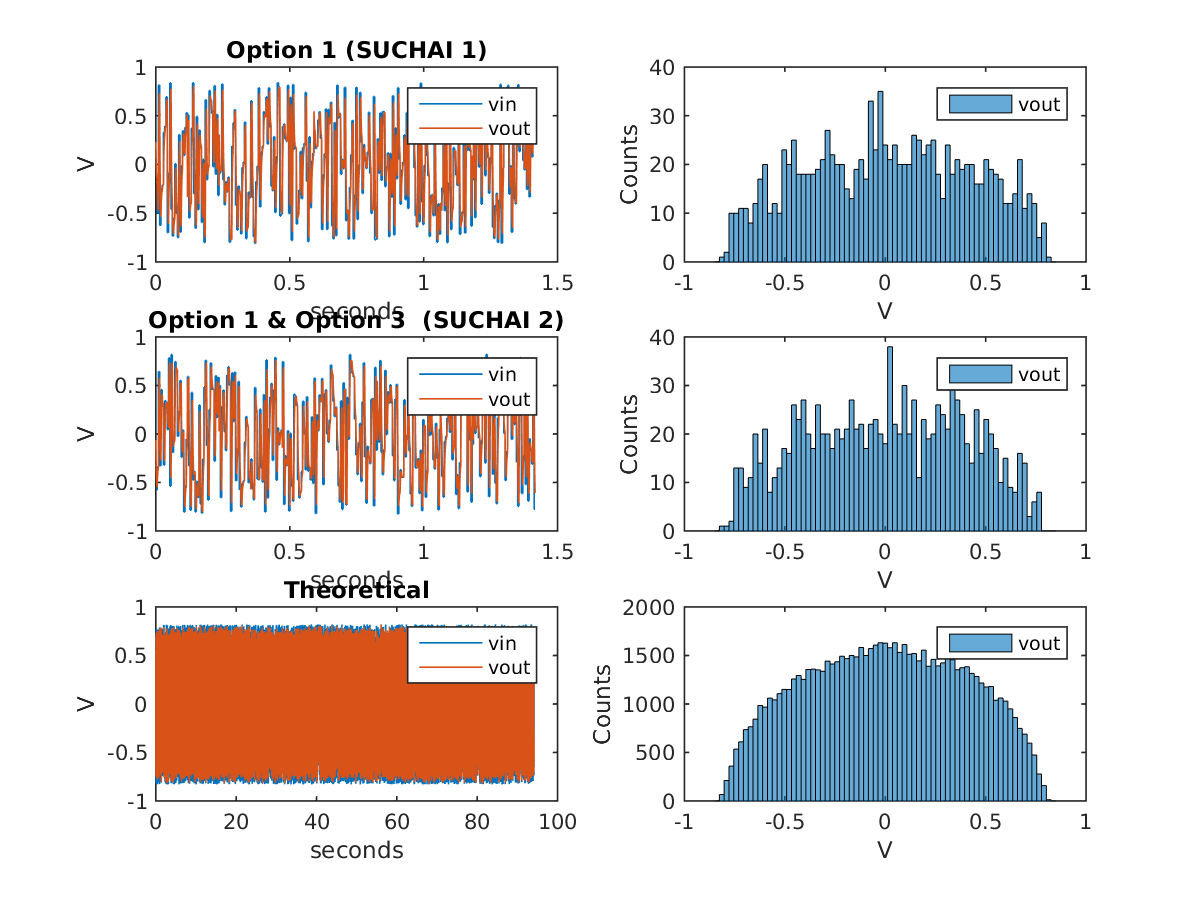 Option 1 (SUCHAI 1)
1
0.5
0
-0.5
-1
V
vin
vout
0 0.5 1 1.5
seconds
40
30
20
10
0
Counts
vout
-1 -0.5 0 0.5 1
V
Option 1 & Option 3 (SUCHAI 2)
1
0.5
0
-0.5
-1
V
vin
vout
0 0.5 1 1.5
seconds
40
30
20
10
0
Counts
vout
-1 -0.5 0 0.5 1
V
Theoretical
1
0.5
0
-0.5
-1
V
vin
vout
0 20 40 60 80 100
seconds
2000
1500
1000
500
0
Counts
vout
-1 -0.5 0 0.5 1
V